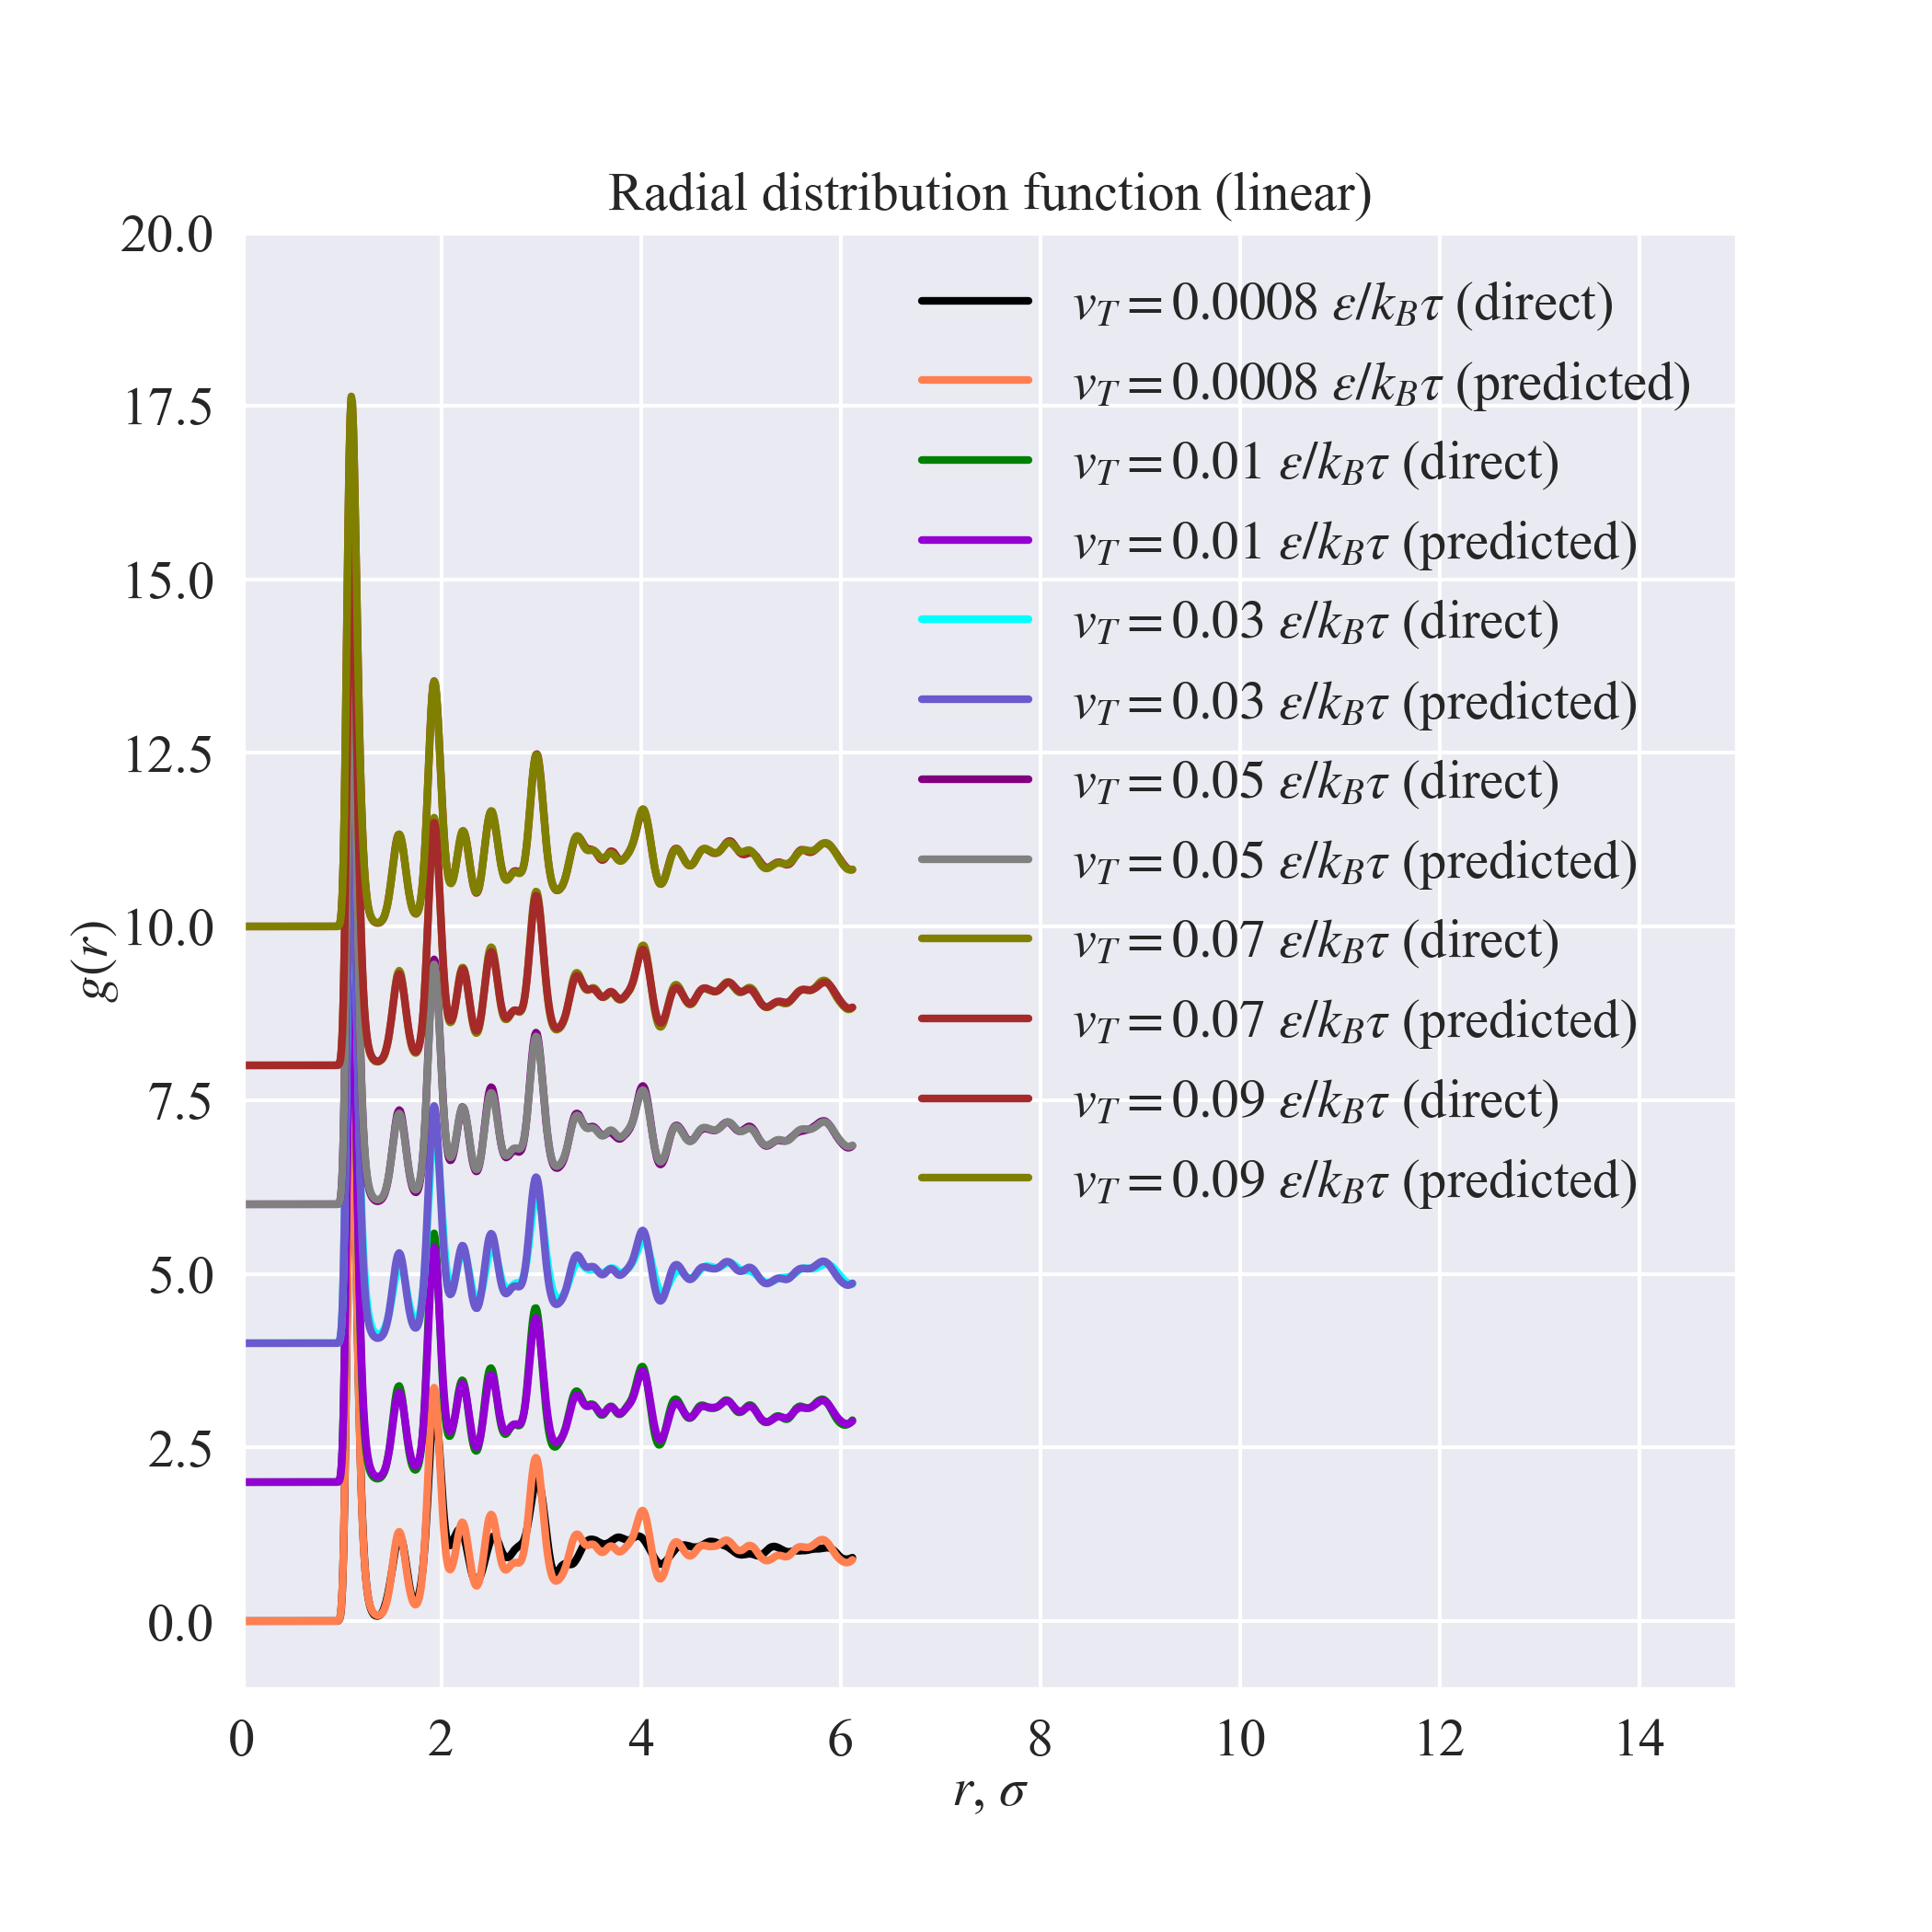 Radial distribution function (linear)
20.0
17.5
15.0
12.5
10.0
7.5
5.0
2.5
0.0
g(r)
v_T = 0.0008 ε/k_Bτ (direct)
v_T = 0.0008 ε/k_Bτ (predicted)
v_T = 0.01 ε/k_Bτ (direct)
v_T = 0.01 ε/k_Bτ (predicted)
v_T = 0.03 ε/k_Bτ (direct)
v_T = 0.03 ε/k_Bτ (predicted)
v_T = 0.05 ε/k_Bτ (direct)
v_T = 0.05 ε/k_Bτ (predicted)
v_T = 0.07 ε/k_Bτ (direct)
v_T = 0.07 ε/k_Bτ (predicted)
v_T = 0.09 ε/k_Bτ (direct)
v_T = 0.09 ε/k_Bτ (predicted)
0 2 4 6 8 10 12 14
r, σ